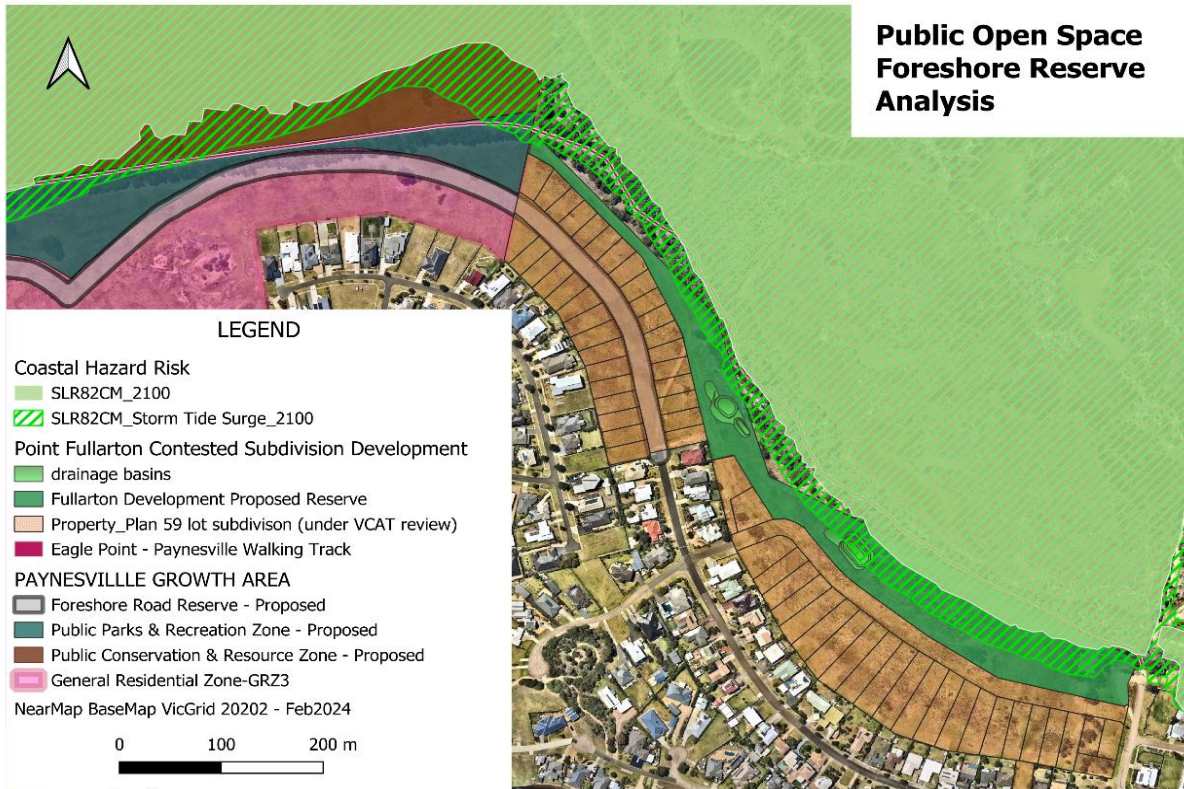 Public Open Space
Foreshore Reserve
Analysis
LEGEND
Coastal Hazard Risk
SLR82CM_2100
SLR82CM_Storm Tide Surge_2100
Point Fullarton Contested Subdivision Development
drainage basins
Fullarton Development Proposed Reserve
Property_Plan 59 lot subdivison (under VCAT review)
Eagle Point - Paynesville Walking Track
PAYNESVILLLE GROWTH AREA
Foreshore Road Reserve - Proposed
Public Parks & Recreation Zone - Proposed
Public Conservation & Resource Zone - Proposed
General Residential Zone-GRZ3
NearMap BaseMap VicGrid 20202 - Feb2024
0 100 200 m